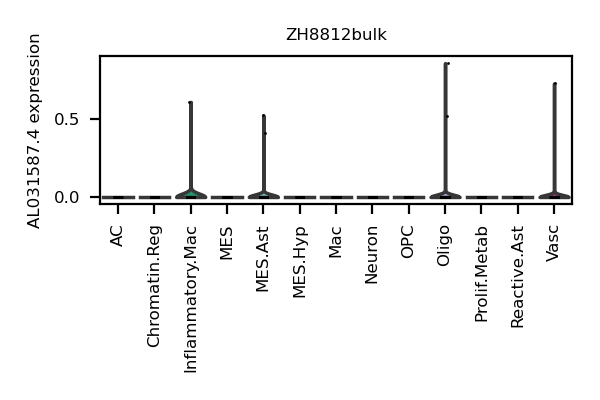 ZH8812bulk
AL031587.4 expression
0.5
0.0
AC
Chromatin.Reg
Inflammatory.Mac
MES
MES.Ast
MES.Hyp
Mac
Neuron
OPC
Oligo
Prolif.Metab
Reactive.Ast
Vasc